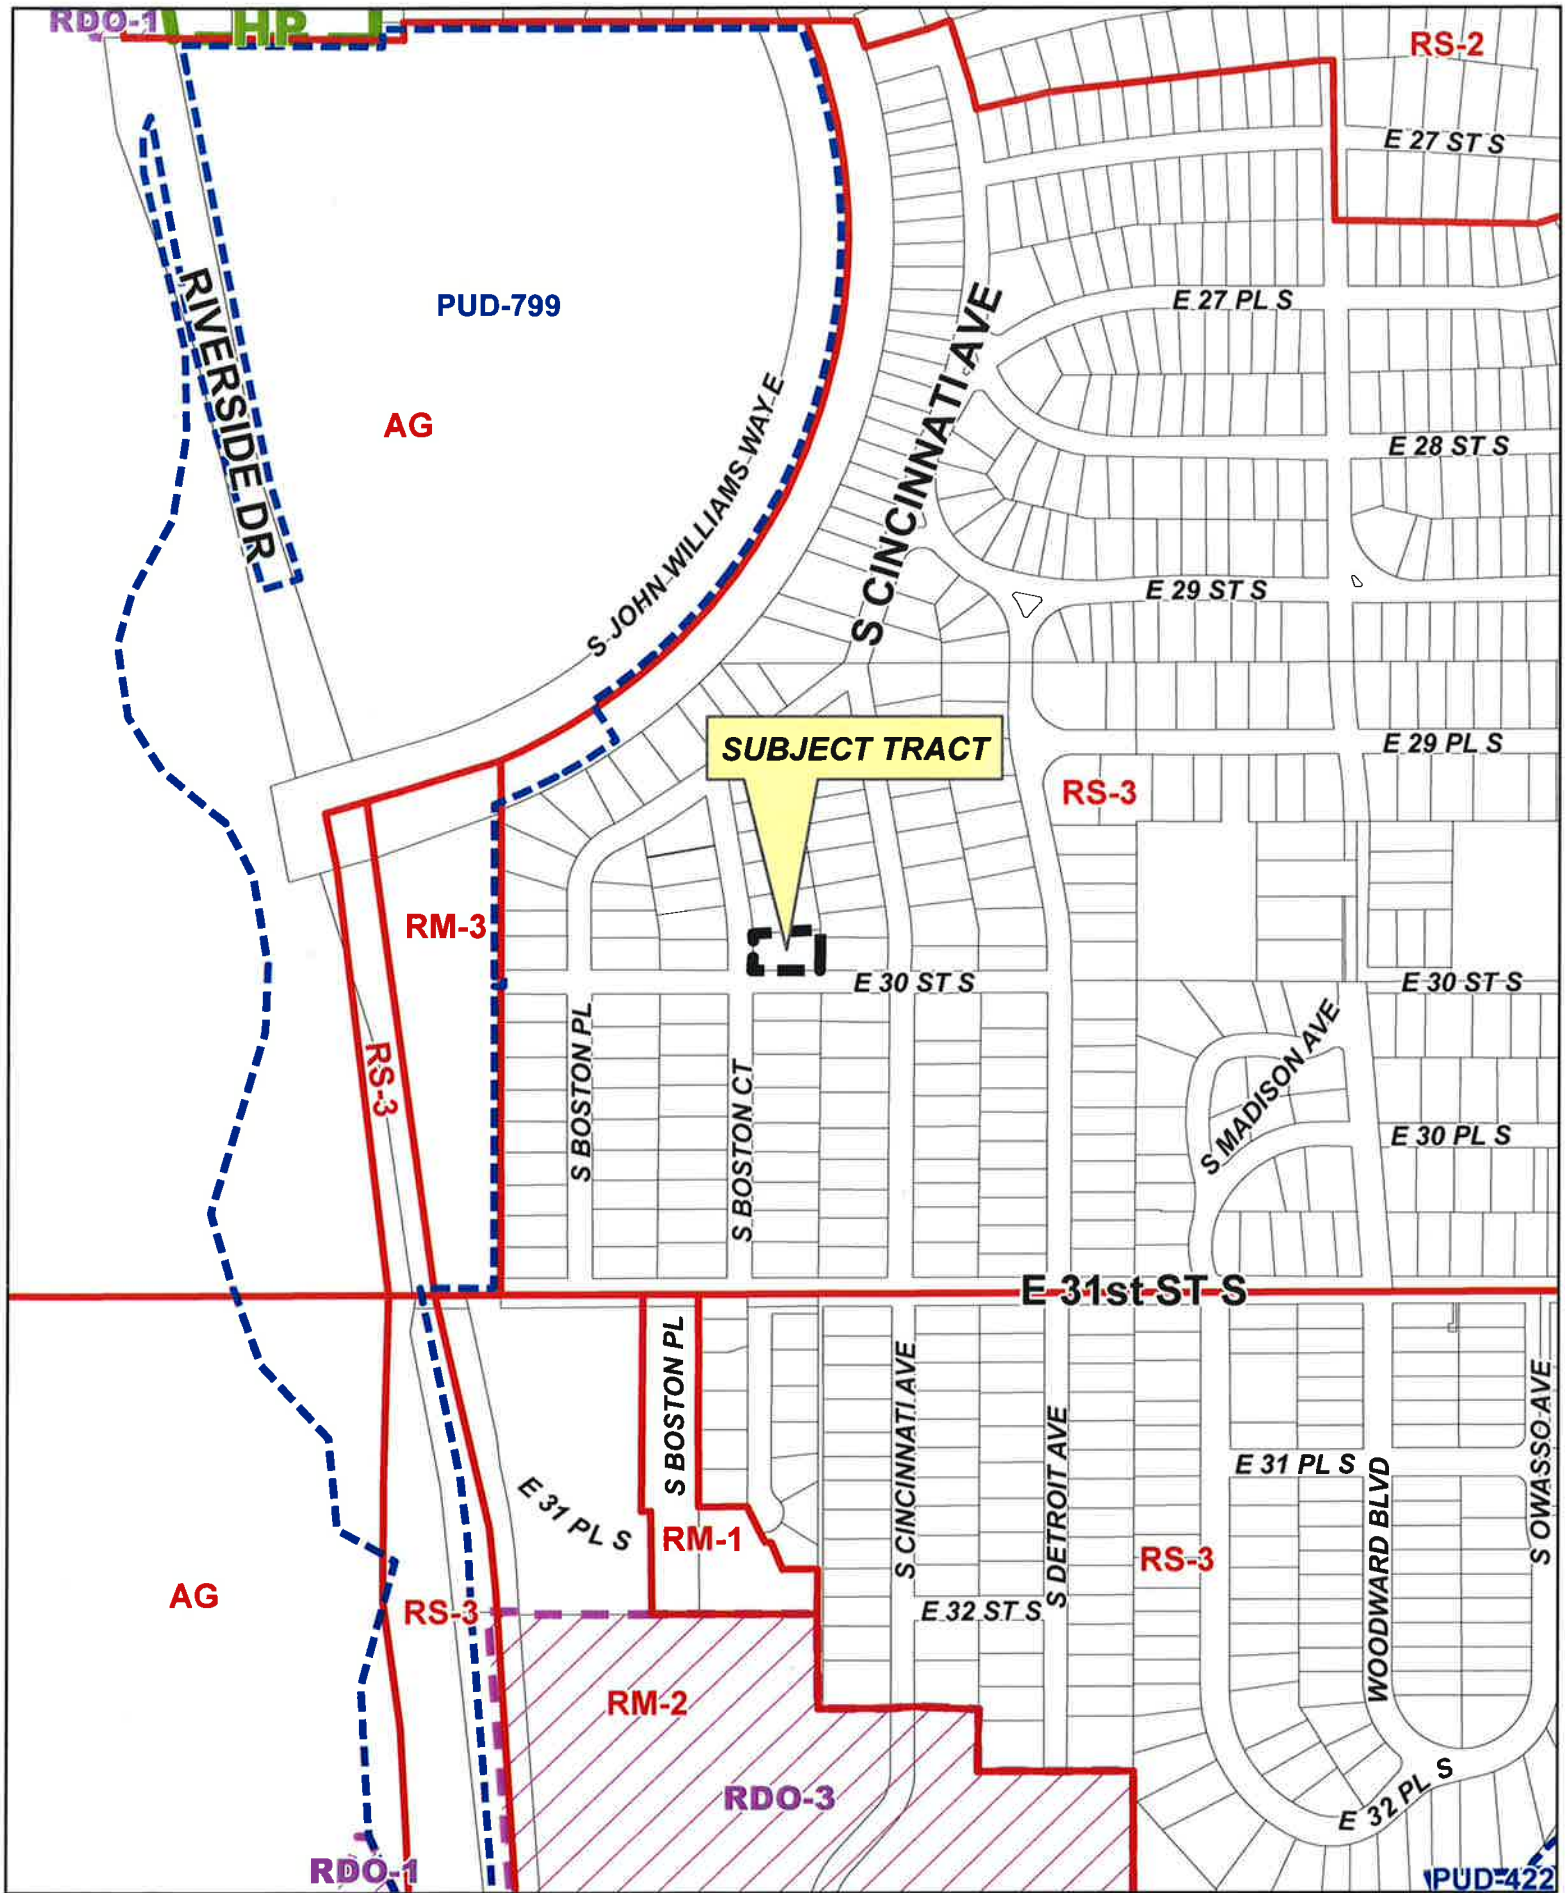 RDO-1
HP
RS-2
E 27 ST S
PUD-799
RIVERSIDE DR
S CINCINNATI AVE
E 27 PL S
AG
S JOHN WILLIAMS WAY E
E 28 ST S
E 29 ST S
SUBJECT TRACT
E 29 PL S
RS-3
RM-3
E 30 ST S
E 30 ST S
S BOSTON PL
S MADISON AVE
RS-3
S BOSTON CT
E 30 PL S
E 31st ST S
S BOSTON PL
S CINCINNATI AVE
S OWASSO AVE
S DETROIT AVE
E 31 PL S
WOODWARD BLVD
E 31 PL S
RM-1
RS-3
AG
RS-3
E 32 ST S
RM-2
RDO-3
E 32 PL S
RDO-1
PUD-422